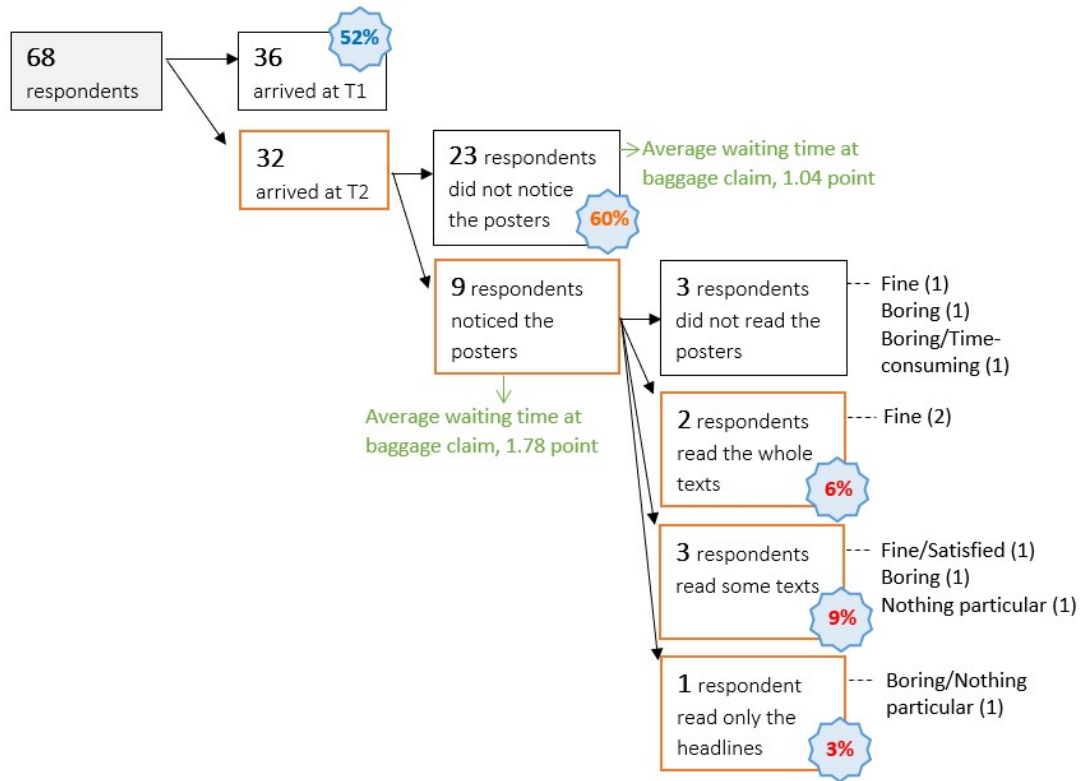 68
respondents
36
arrived at T1
52%
32
arrived at T2
23 respondents
did not notice
the posters
60%
Average waiting time at
baggage claim, 1.04 point
9 respondents
noticed the
posters
Average waiting time at
baggage claim, 1.78 point
3 respondents
did not read the
posters
Fine (1)
Boring (1)
Boring/Time-
consuming (1)
2 respondents
read the whole
texts
6%
Fine (2)
3 respondents
read some texts
9%
Fine/Satisfied (1)
Boring (1)
Nothing particular (1)
1 respondent
read only the
headlines
3%
Boring/Nothing
particular (1)